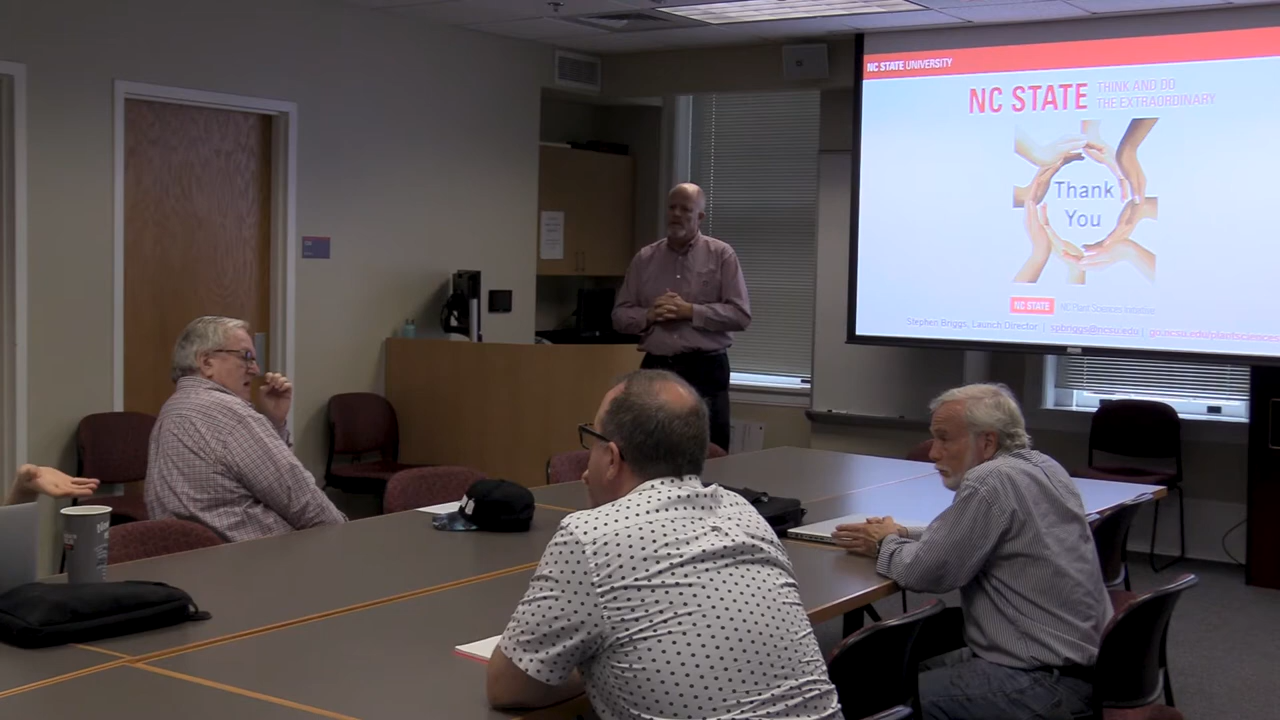 NC STATE UNIVERSITY
NC STATE
THINK AND DO
THE EXTRAORDINARY
Thank
You
NC STATE
NC Plant Sciences Initiative
Stephen Briggs, Launch Director | spbriggs@ncsu.edu | go.ncsu.edu/plantsciences